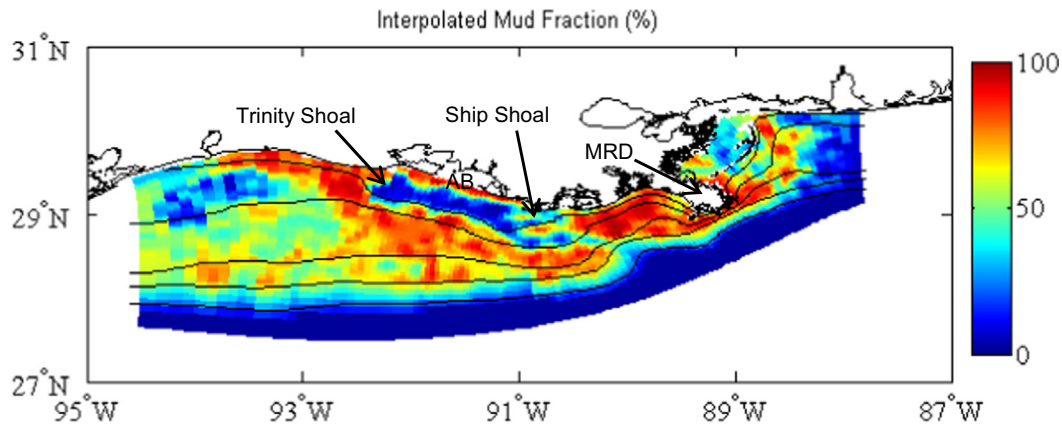 Interpolated Mud Fraction (%)
31°N
100
Trinity Shoal
Ship Shoal
MRD
AB
29°N
50
27°N
0
95°W
93°W
91°W
89°W
87°W